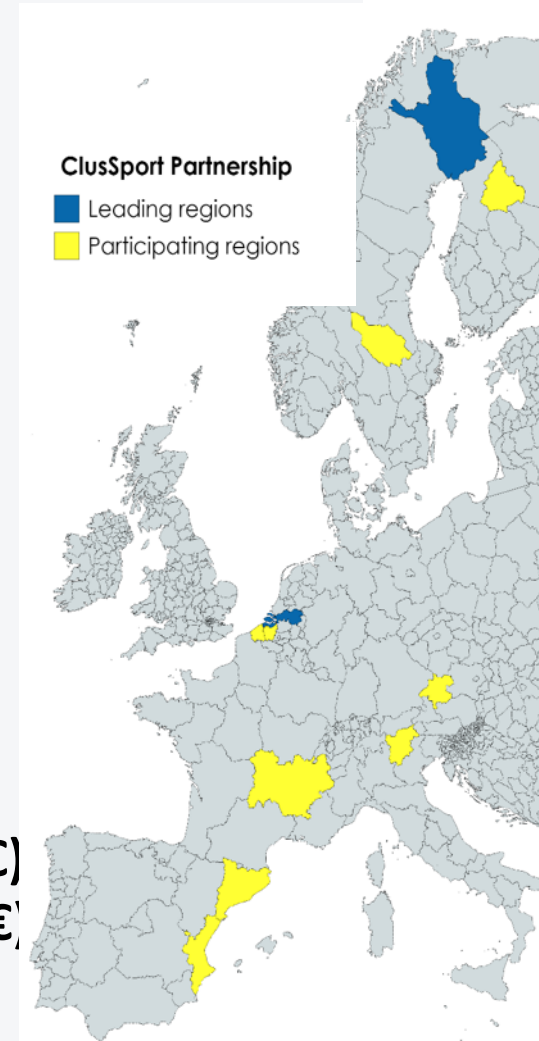 ClusSport Partnership
Leading regions
Participating regions
€)
€)